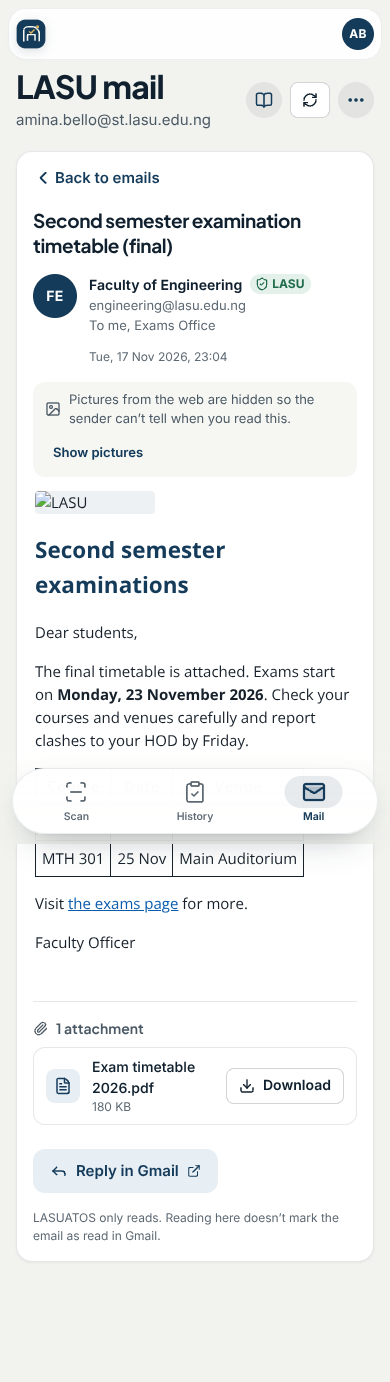 AB
LASU mail
amina.bello@st.lasu.edu.ng
Back to emails
Second semester examination
timetable (final)
FE
Faculty of Engineering LASU
engineering@lasu.edu.ng
To me, Exams Office
Tue, 17 Nov 2026, 23:04
Pictures from the web are hidden so the
sender can’t tell when you read this.
Show pictures
LASU
Second semester
examinations
Dear students,
The final timetable is attached. Exams start
on Monday, 23 November 2026. Check your
courses and venues carefully and report
clashes to your HOD by Friday.
Scan History Mail
MTH 301 25 Nov Main Auditorium
Visit the exams page for more.
Faculty Officer
1 attachment
Exam timetable
2026.pdf
180 KB
Download
Reply in Gmail
LASUATOS only reads. Reading here doesn’t mark the
email as read in Gmail.